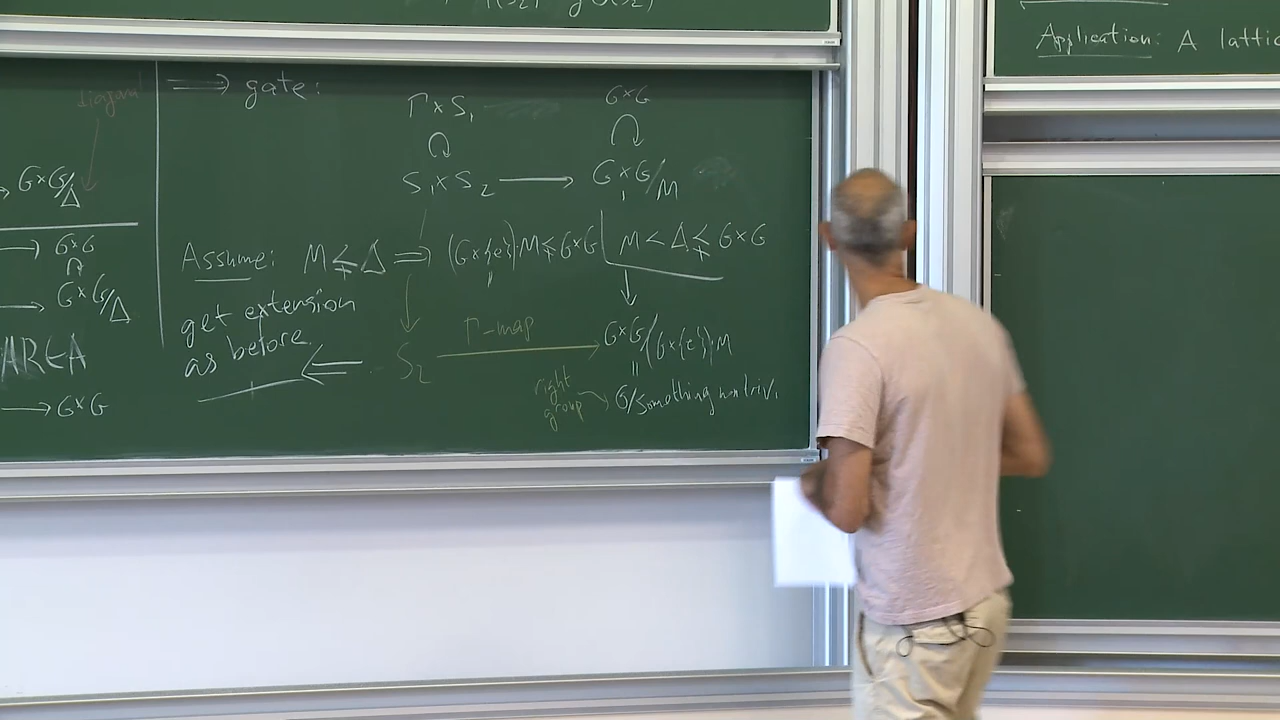 diagonal
→ G×G/Δ
→ G×G
G×G/Δ
AREA
→ G×G
⟹ gate:
Γ × S₁
G×G
S₁×S₂ ⟶ G×G/M
Assume: M ≨ Δ ⟹ (G×{e})·M ≨ G×G | M < Δ ≨ G×G
get extension
as before
S₂ Γ-map → G×G/(G×{e})·M
right
group
G/something nontriv.
Application: A lattic